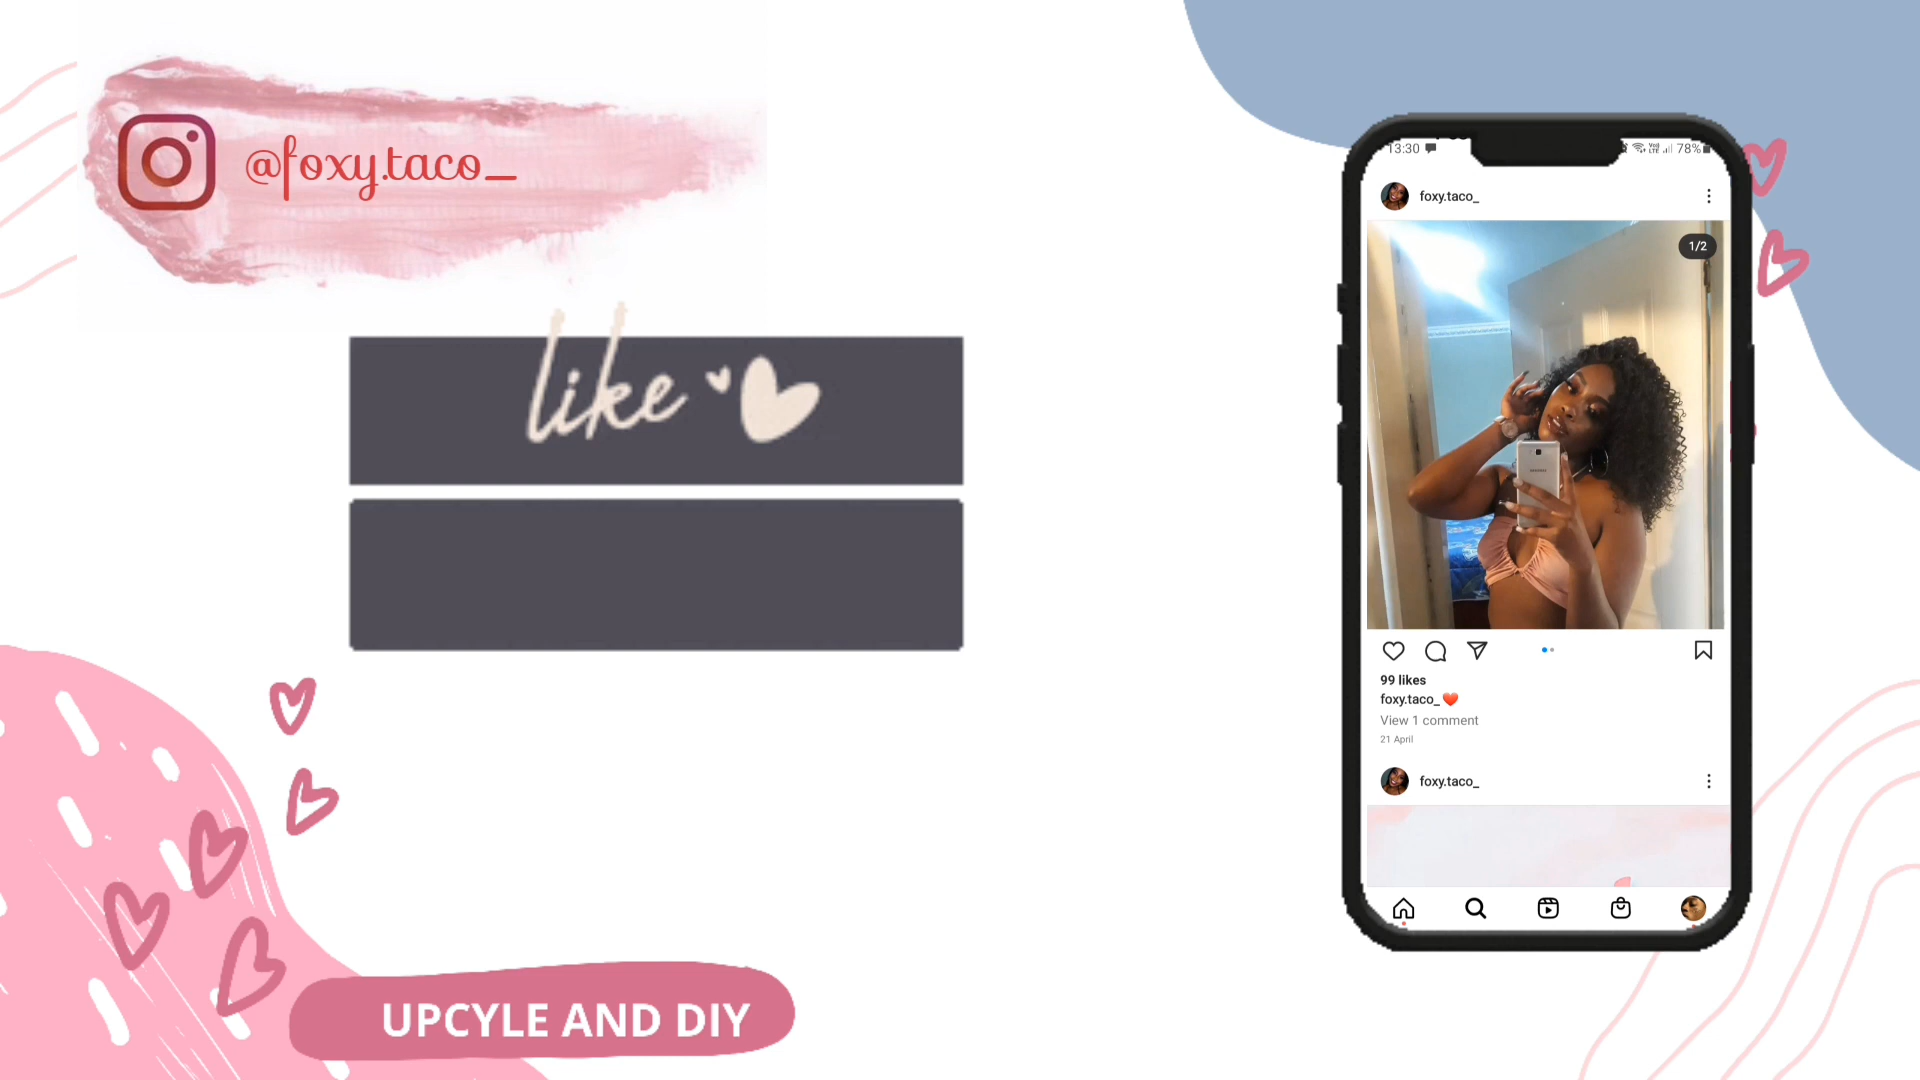 @foxy.taco_
like
UPCYLE AND DIY
13:30
78%
foxy.taco_
1/2
SAMSUNG
99 likes
foxy.taco_ ❤️
View 1 comment
21 April
foxy.taco_